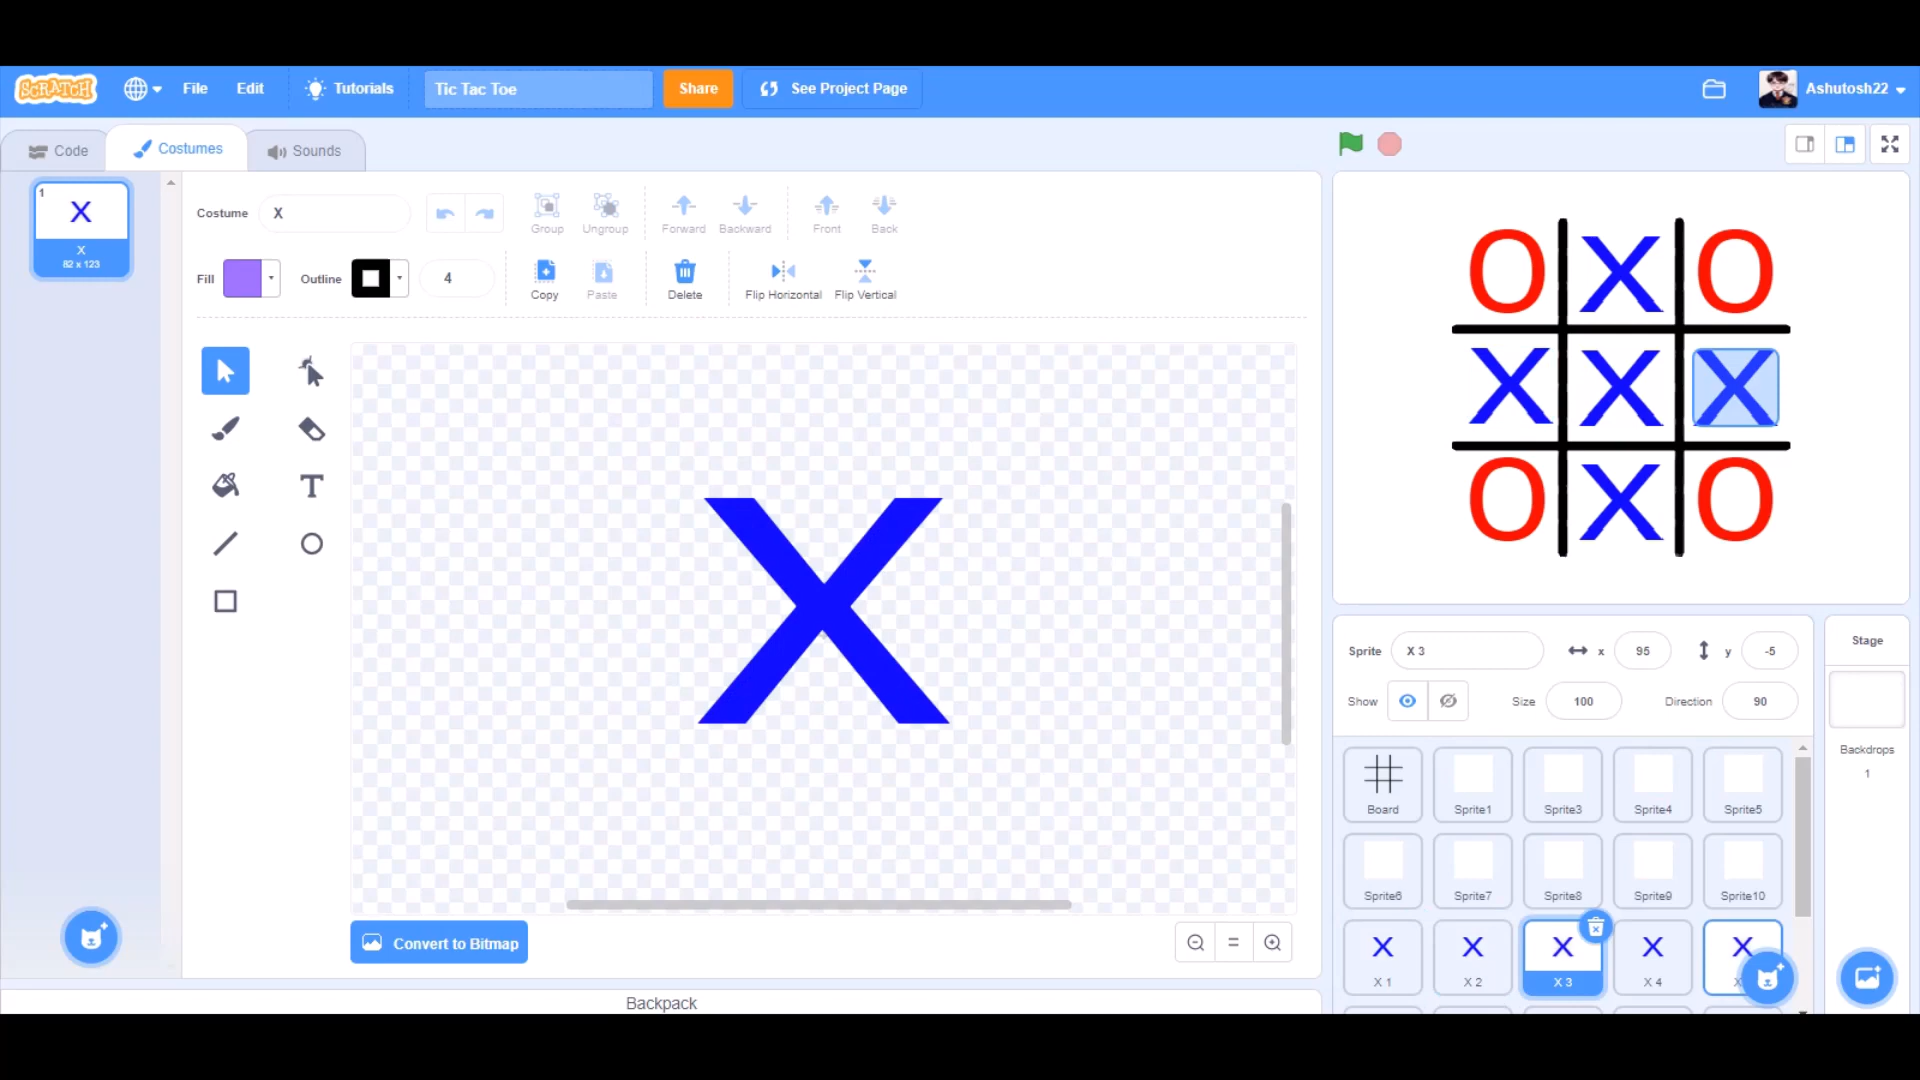 SCRATCH File Edit Tutorials Tic Tac Toe Share See Project Page Ashutosh22
Code Costumes Sounds
1
X
X
82 x 123
Costume X Group Ungroup Forward Backward Front Back
Fill Outline 4 Copy Paste Delete Flip Horizontal Flip Vertical
T
X
Convert to Bitmap
Backpack
O X O
X X X
O X O
Sprite X 3 x 95 y -5
Show Size 100 Direction 90
Stage
Backdrops
1
Board Sprite1 Sprite3 Sprite4 Sprite5
Sprite6 Sprite7 Sprite8 Sprite9 Sprite10
X X X X X
X 1 X 2 X 3 X 4